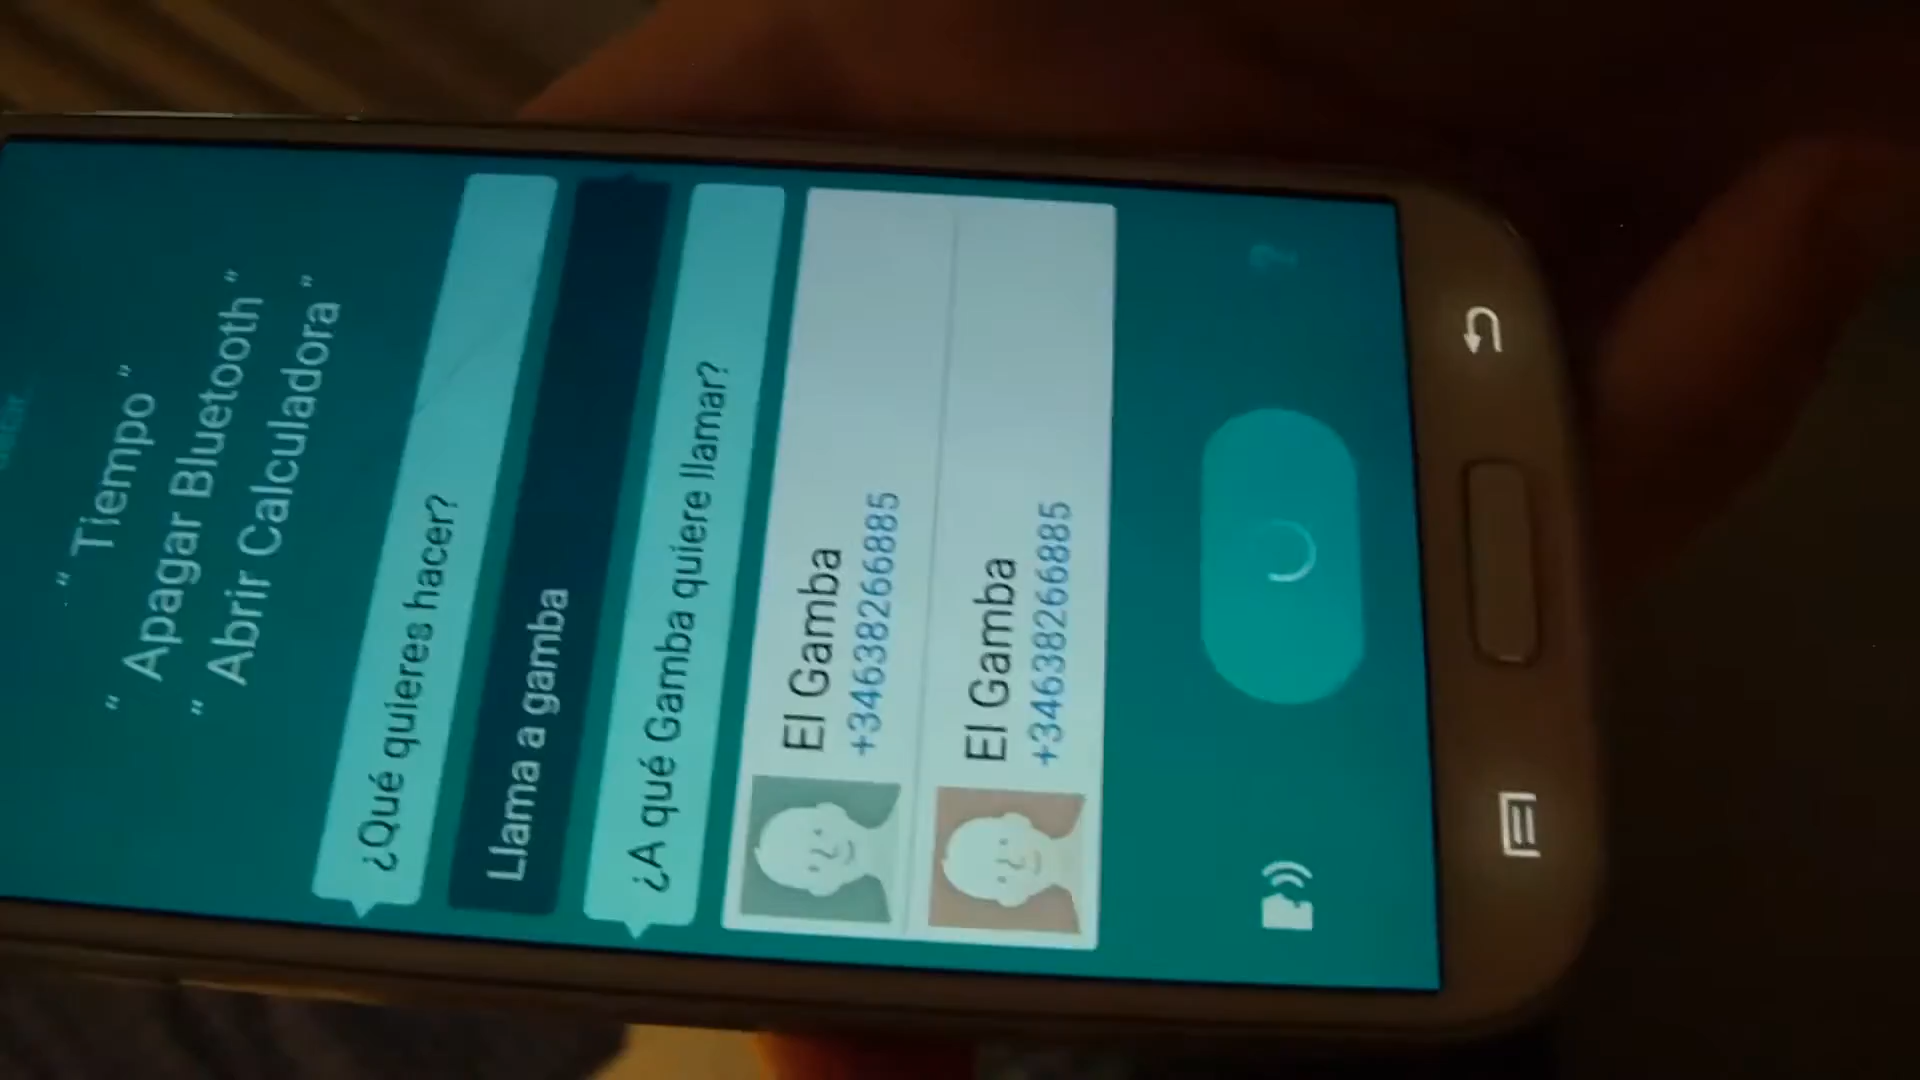 " Tiempo "
" Apagar Bluetooth "
" Abrir Calculadora "
¿Qué quieres hacer?
Llama a gamba
¿A qué Gamba quiere llamar?
El Gamba
+34638266885
El Gamba
+34638266885
?